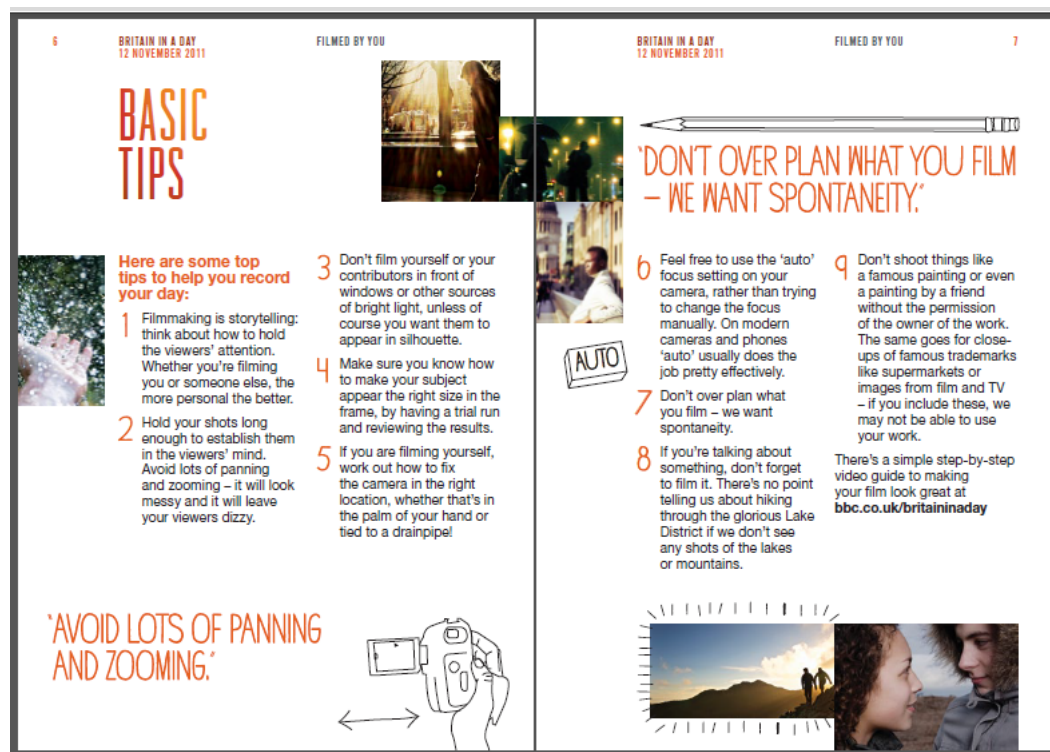 6
BRITAIN IN A DAY
12 NOVEMBER 2011
FILMED BY YOU
BASIC
TIPS
Here are some top
tips to help you record
your day:
1 Filmmaking is storytelling:
think about how to hold
the viewers' attention.
Whether you're filming
you or someone else, the
more personal the better.
2 Hold your shots long
enough to establish them
in the viewers' mind.
Avoid lots of panning
and zooming – it will look
messy and it will leave
your viewers dizzy.
3 Don't film yourself or your
contributors in front of
windows or other sources
of bright light, unless of
course you want them to
appear in silhouette.
4 Make sure you know how
to make your subject
appear the right size in the
frame, by having a trial run
and reviewing the results.
5 If you are filming yourself,
work out how to fix
the camera in the right
location, whether that's in
the palm of your hand or
tied to a drainpipe!
'AVOID LOTS OF PANNING
AND ZOOMING.'
BRITAIN IN A DAY
12 NOVEMBER 2011
FILMED BY YOU
7
'DON'T OVER PLAN WHAT YOU FILM
– WE WANT SPONTANEITY.'
AUTO
6 Feel free to use the 'auto'
focus setting on your
camera, rather than trying
to change the focus
manually. On modern
cameras and phones
'auto' usually does the
job pretty effectively.
7 Don't over plan what
you film – we want
spontaneity.
8 If you're talking about
something, don't forget
to film it. There's no point
telling us about hiking
through the glorious Lake
District if we don't see
any shots of the lakes
or mountains.
9 Don't shoot things like
a famous painting or even
a painting by a friend
without the permission
of the owner of the work.
The same goes for close-
ups of famous trademarks
like supermarkets or
images from film and TV
– if you include these, we
may not be able to use
your work.
There's a simple step-by-step
video guide to making
your film look great at
bbc.co.uk/britaininaday